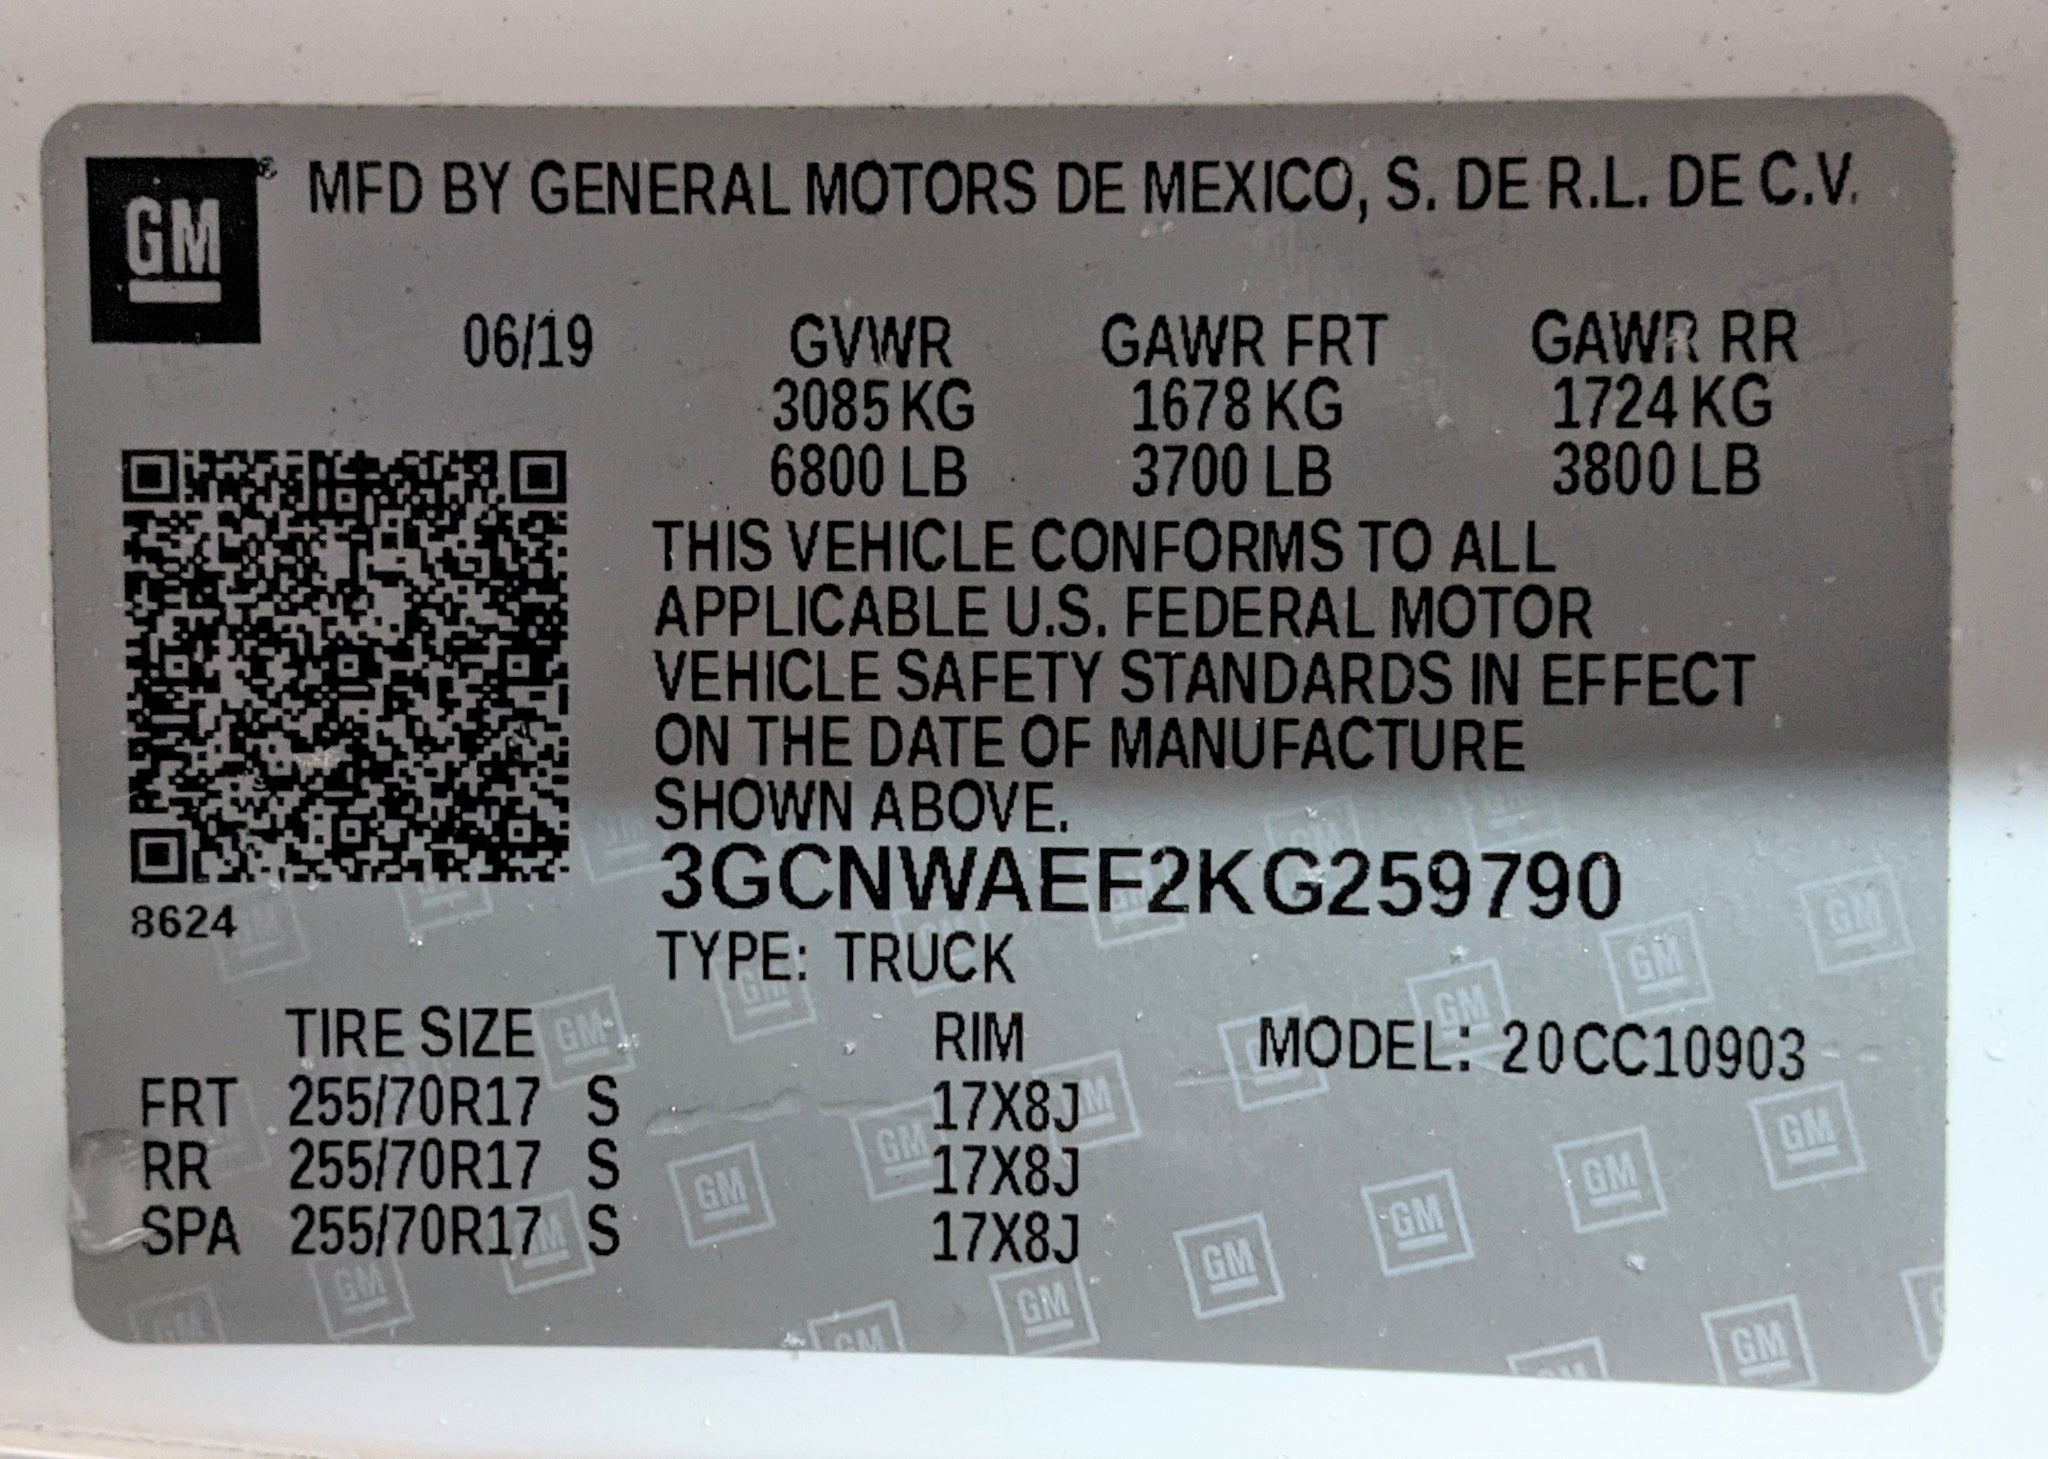 GM® MFD BY GENERAL MOTORS DE MEXICO, S. DE R.L. DE C.V.
06/19 GVWR GAWR FRT GAWR RR
3085 KG 1678 KG 1724 KG
6800 LB 3700 LB 3800 LB
THIS VEHICLE CONFORMS TO ALL
APPLICABLE U.S. FEDERAL MOTOR
VEHICLE SAFETY STANDARDS IN EFFECT
ON THE DATE OF MANUFACTURE
SHOWN ABOVE.
3GCNWAEF2KG259790
8624
TYPE: TRUCK
TIRE SIZE RIM MODEL: 20CC10903
FRT 255/70R17 S 17X8J
RR 255/70R17 S 17X8J
SPA 255/70R17 S 17X8J